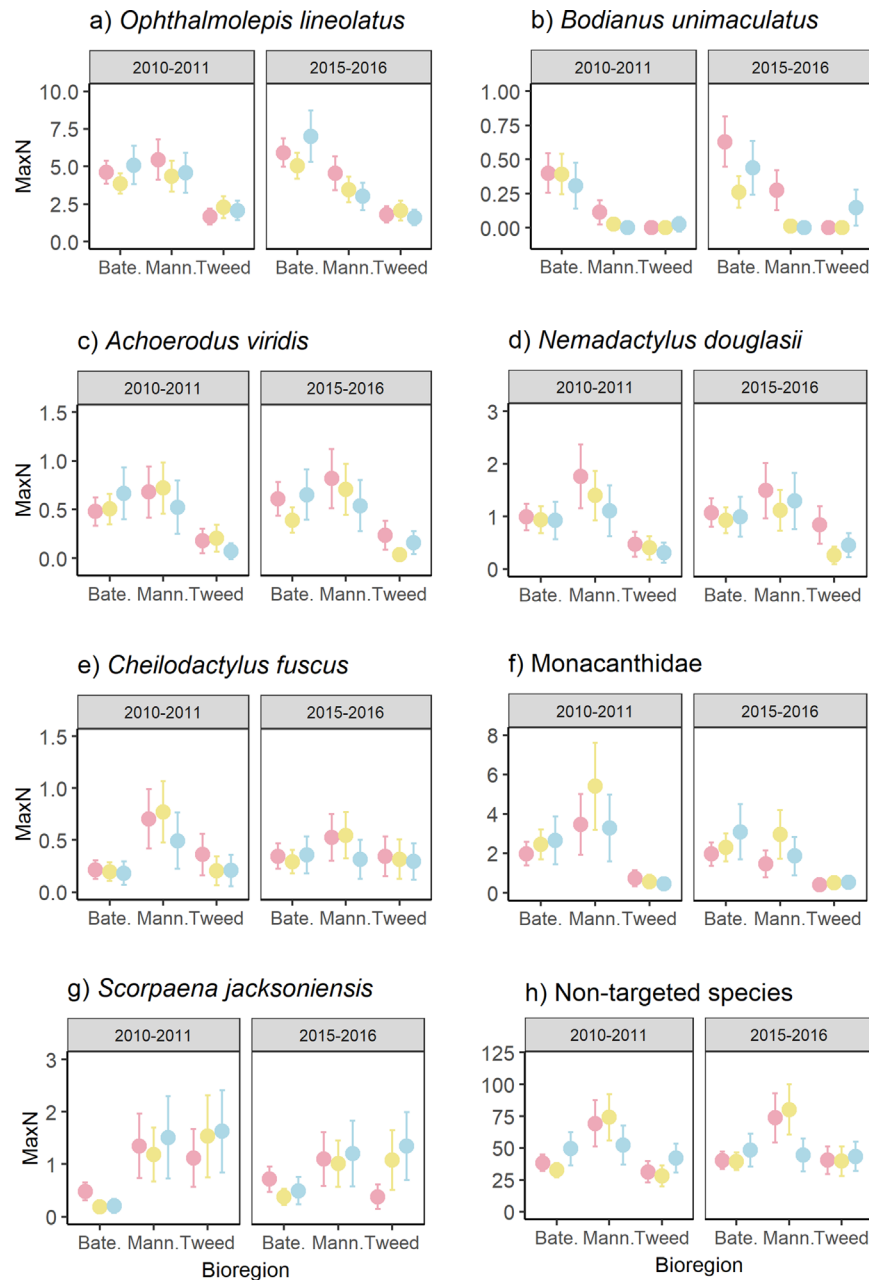 a) Ophthalmolepis lineolatus
2010-2011 2015-2016
10.0
7.5
5.0
2.5
0.0
MaxN
Bate. Mann. Tweed Bate. Mann. Tweed
b) Bodianus unimaculatus
2010-2011 2015-2016
1.00
0.75
0.50
0.25
0.00
Bate. Mann. Tweed Bate. Mann. Tweed
c) Achoerodus viridis
2010-2011 2015-2016
1.5
1.0
0.5
0.0
MaxN
Bate. Mann. Tweed Bate. Mann. Tweed
d) Nemadactylus douglasii
2010-2011 2015-2016
3
2
1
0
Bate. Mann. Tweed Bate. Mann. Tweed
e) Cheilodactylus fuscus
2010-2011 2015-2016
1.5
1.0
0.5
0.0
MaxN
Bate. Mann. Tweed Bate. Mann. Tweed
f) Monacanthidae
2010-2011 2015-2016
8
6
4
2
0
Bate. Mann. Tweed Bate. Mann. Tweed
g) Scorpaena jacksoniensis
2010-2011 2015-2016
3
2
1
0
MaxN
Bate. Mann. Tweed Bate. Mann. Tweed
Bioregion
h) Non-targeted species
2010-2011 2015-2016
125
100
75
50
25
0
Bate. Mann. Tweed Bate. Mann. Tweed
Bioregion